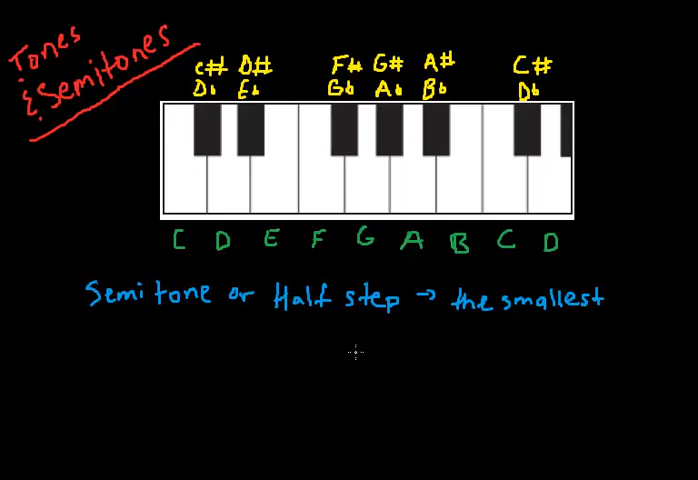 Tones
& Semitones
C# D# F# G# A# C#
Db Eb Gb Ab Bb Db
C D E F G A B C D
Semitone or Half step → the smallest